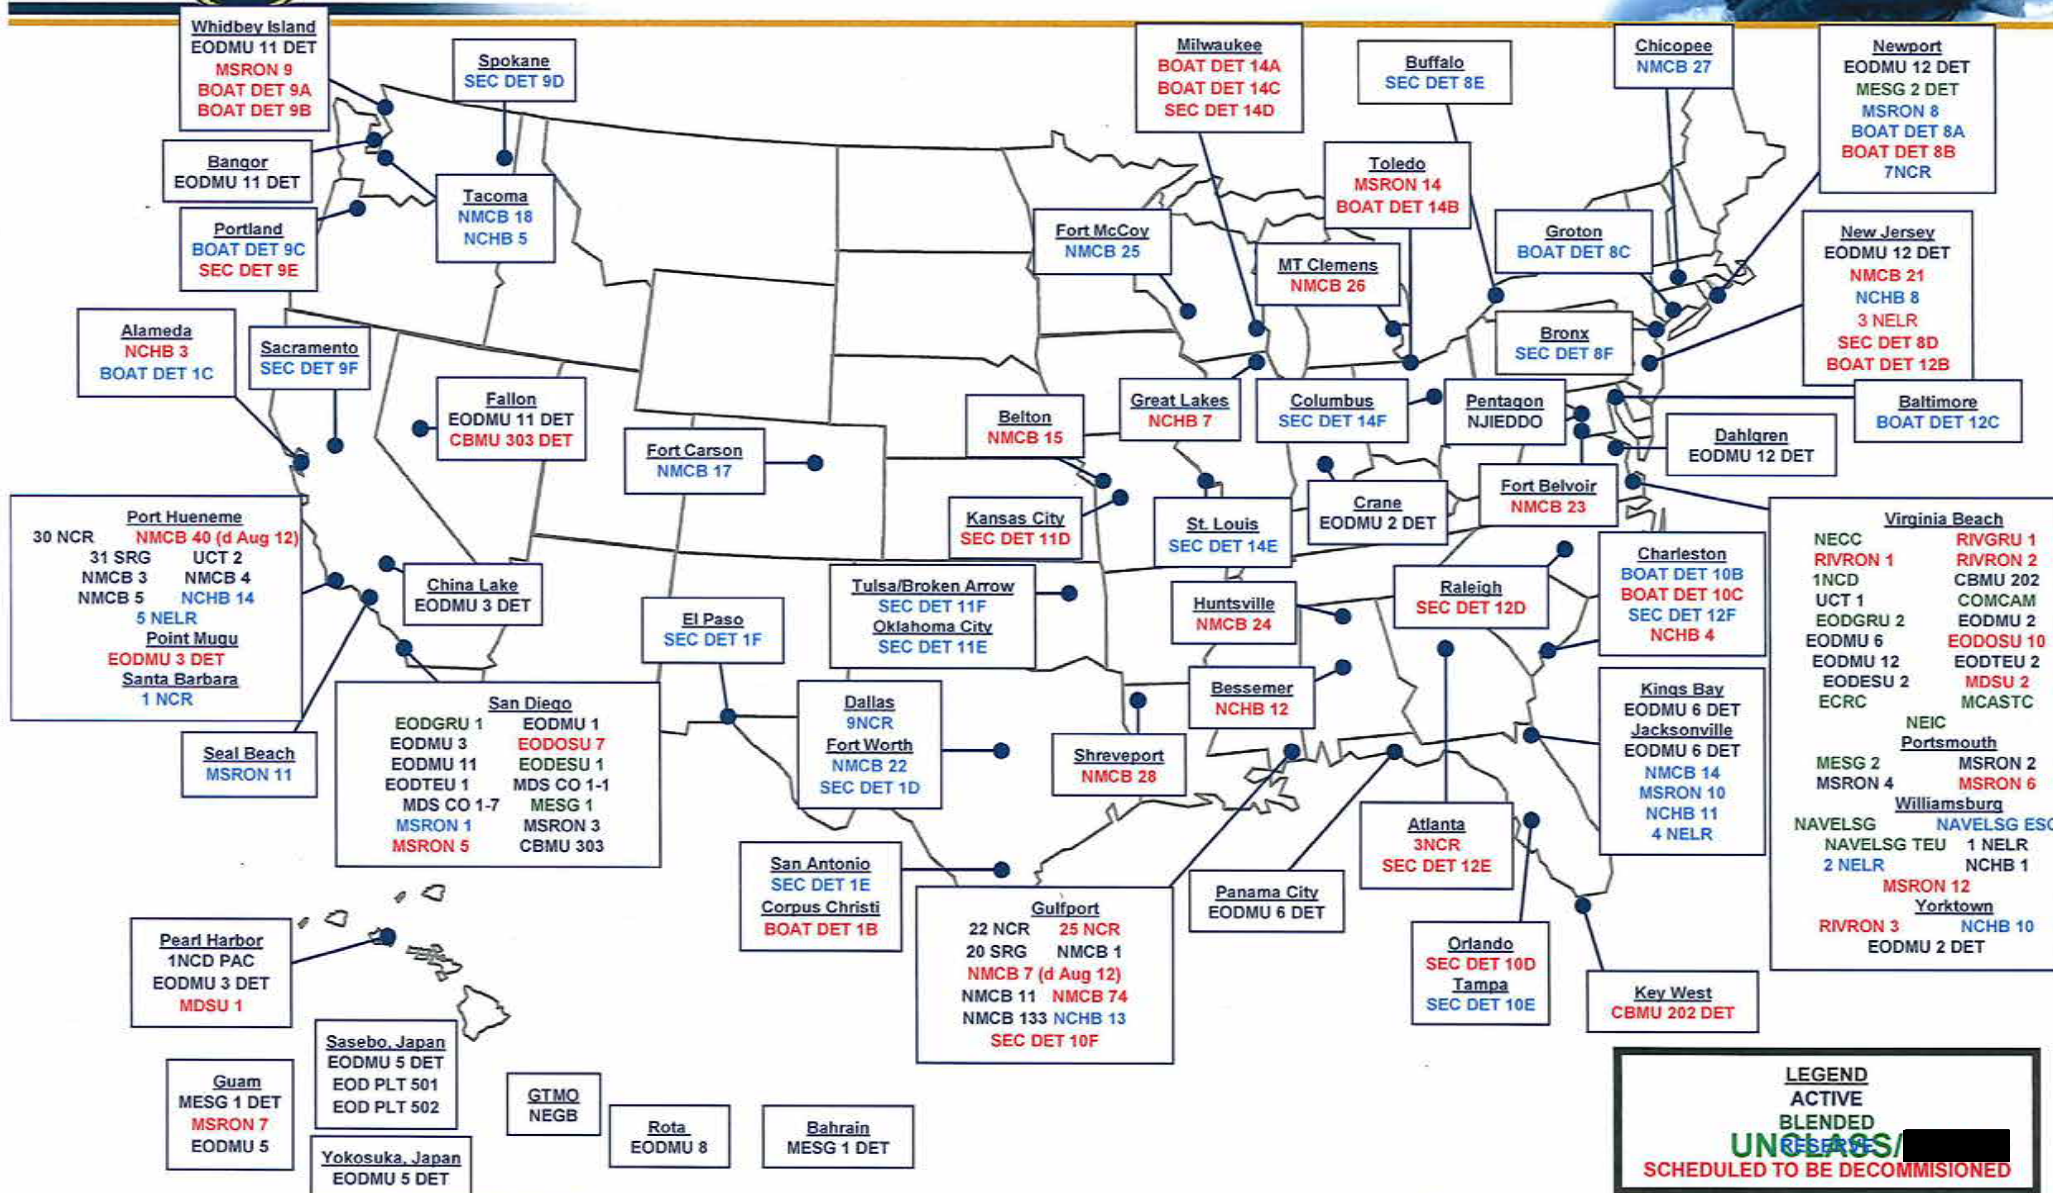 Whidbey Island
EODMU 11 DET
MSRON 9
BOAT DET 9A
BOAT DET 9B
Spokane
SEC DET 9D
Milwaukee
BOAT DET 14A
BOAT DET 14C
SEC DET 14D
Buffalo
SEC DET 8E
Chicopee
NMCB 27
Newport
EODMU 12 DET
MESG 2 DET
MSRON 8
BOAT DET 8A
BOAT DET 8B
7NCR
Bangor
EODMU 11 DET
Tacoma
NMCB 18
NCHB 5
Portland
BOAT DET 9C
SEC DET 9E
Fort McCoy
NMCB 25
Toledo
MSRON 14
BOAT DET 14B
MT Clemens
NMCB 26
Groton
BOAT DET 8C
New Jersey
EODMU 12 DET
NMCB 21
NCHB 8
3 NELR
SEC DET 8D
BOAT DET 12B
Alameda
NCHB 3
BOAT DET 1C
Sacramento
SEC DET 9F
Fallon
EODMU 11 DET
CBMU 303 DET
Fort Carson
NMCB 17
Belton
NMCB 15
Great Lakes
NCHB 7
Columbus
SEC DET 14F
Bronx
SEC DET 8F
Pentagon
NJIEDDO
Baltimore
BOAT DET 12C
Dahlgren
EODMU 12 DET
Kansas City
SEC DET 11D
St. Louis
SEC DET 14E
Crane
EODMU 2 DET
Fort Belvoir
NMCB 23
Port Hueneme
30 NCR NMCB 40 (d Aug 12)
31 SRG UCT 2
NMCB 3 NMCB 4
NMCB 5 NCHB 14
5 NELR
Point Mugu
EODMU 3 DET
Santa Barbara
1 NCR
China Lake
EODMU 3 DET
El Paso
SEC DET 1F
Tulsa/Broken Arrow
SEC DET 11F
Oklahoma City
SEC DET 11E
Huntsville
NMCB 24
Raleigh
SEC DET 12D
Charleston
BOAT DET 10B
BOAT DET 10C
SEC DET 12F
NCHB 4
Virginia Beach
NECC RIVGRU 1
RIVRON 1 RIVRON 2
1NCD CBMU 202
UCT 1 COMCAM
EODGRU 2 EODMU 2
EODMU 6 EODOSU 10
EODMU 12 EODTEU 2
EODESU 2 MDSU 2
ECRC MCASTC
NEIC
Portsmouth
MESG 2 MSRON 2
MSRON 4 MSRON 6
Williamsburg
NAVELSG NAVELSG ESC
NAVELSG TEU 1 NELR
2 NELR NCHB 1
MSRON 12
Yorktown
RIVRON 3 NCHB 10
EODMU 2 DET
Seal Beach
MSRON 11
San Diego
EODGRU 1 EODMU 1
EODMU 3 EODOSU 7
EODMU 11 EODESU 1
EODTEU 1 MDS CO 1-1
MDS CO 1-7 MESG 1
MSRON 1 MSRON 3
MSRON 5 CBMU 303
Dallas
9NCR
Fort Worth
NMCB 22
SEC DET 1D
Bessemer
NCHB 12
Shreveport
NMCB 28
Kings Bay
EODMU 6 DET
Jacksonville
EODMU 6 DET
NMCB 14
MSRON 10
NCHB 11
4 NELR
Atlanta
3NCR
SEC DET 12E
San Antonio
SEC DET 1E
Corpus Christi
BOAT DET 1B
Gulfport
22 NCR 25 NCR
20 SRG NMCB 1
NMCB 7 (d Aug 12)
NMCB 11 NMCB 74
NMCB 133 NCHB 13
SEC DET 10F
Panama City
EODMU 6 DET
Orlando
SEC DET 10D
Tampa
SEC DET 10E
Key West
CBMU 202 DET
Pearl Harbor
1NCD PAC
EODMU 3 DET
MDSU 1
Sasebo, Japan
EODMU 5 DET
EOD PLT 501
EOD PLT 502
Guam
MESG 1 DET
MSRON 7
EODMU 5
Yokosuka, Japan
EODMU 5 DET
GTMO
NEGB
Rota
EODMU 8
Bahrain
MESG 1 DET
LEGEND
ACTIVE
BLENDED
RESERVE
UNCLASS/
SCHEDULED TO BE DECOMMISIONED